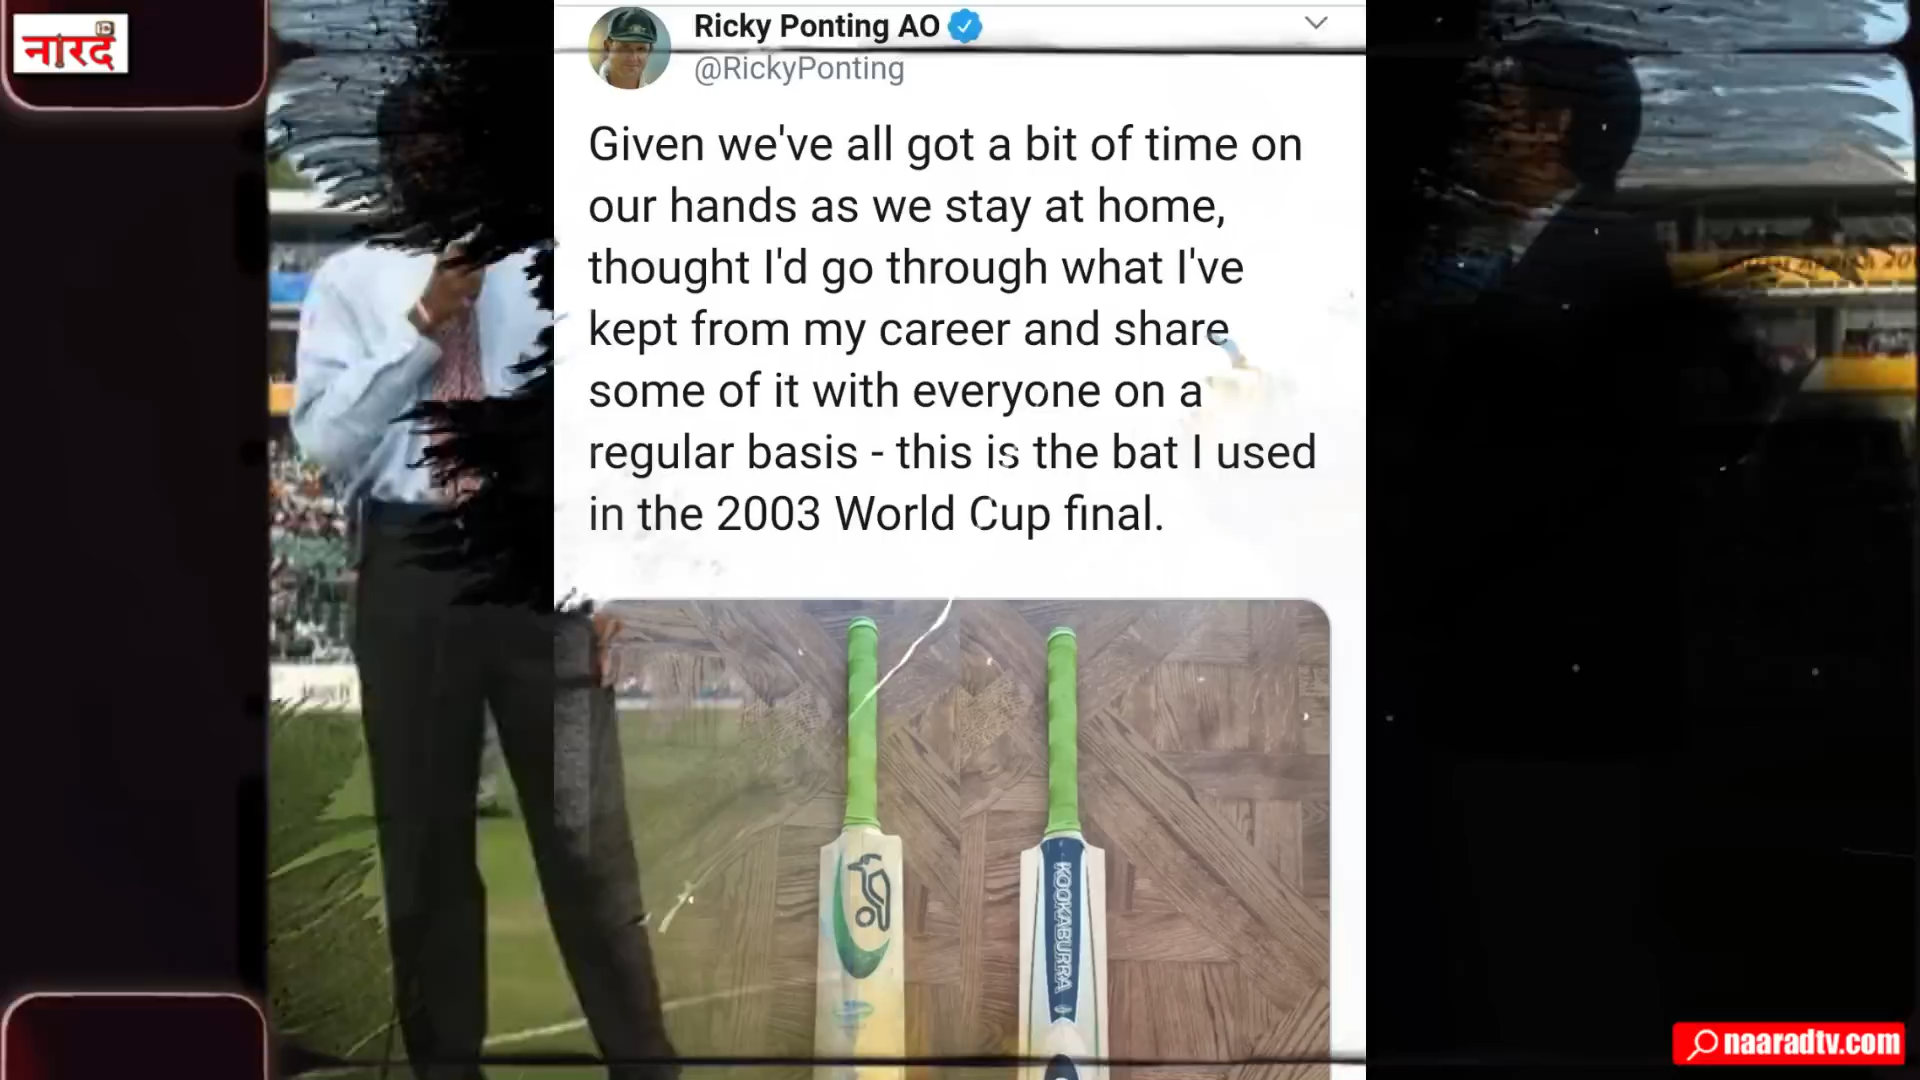 नारद
Ricky Ponting AO
@RickyPonting
Given we've all got a bit of time on
our hands as we stay at home,
thought I'd go through what I've
kept from my career and share
some of it with everyone on a
regular basis - this is the bat I used
in the 2003 World Cup final.
KOOKABURRA
naaradtv.com